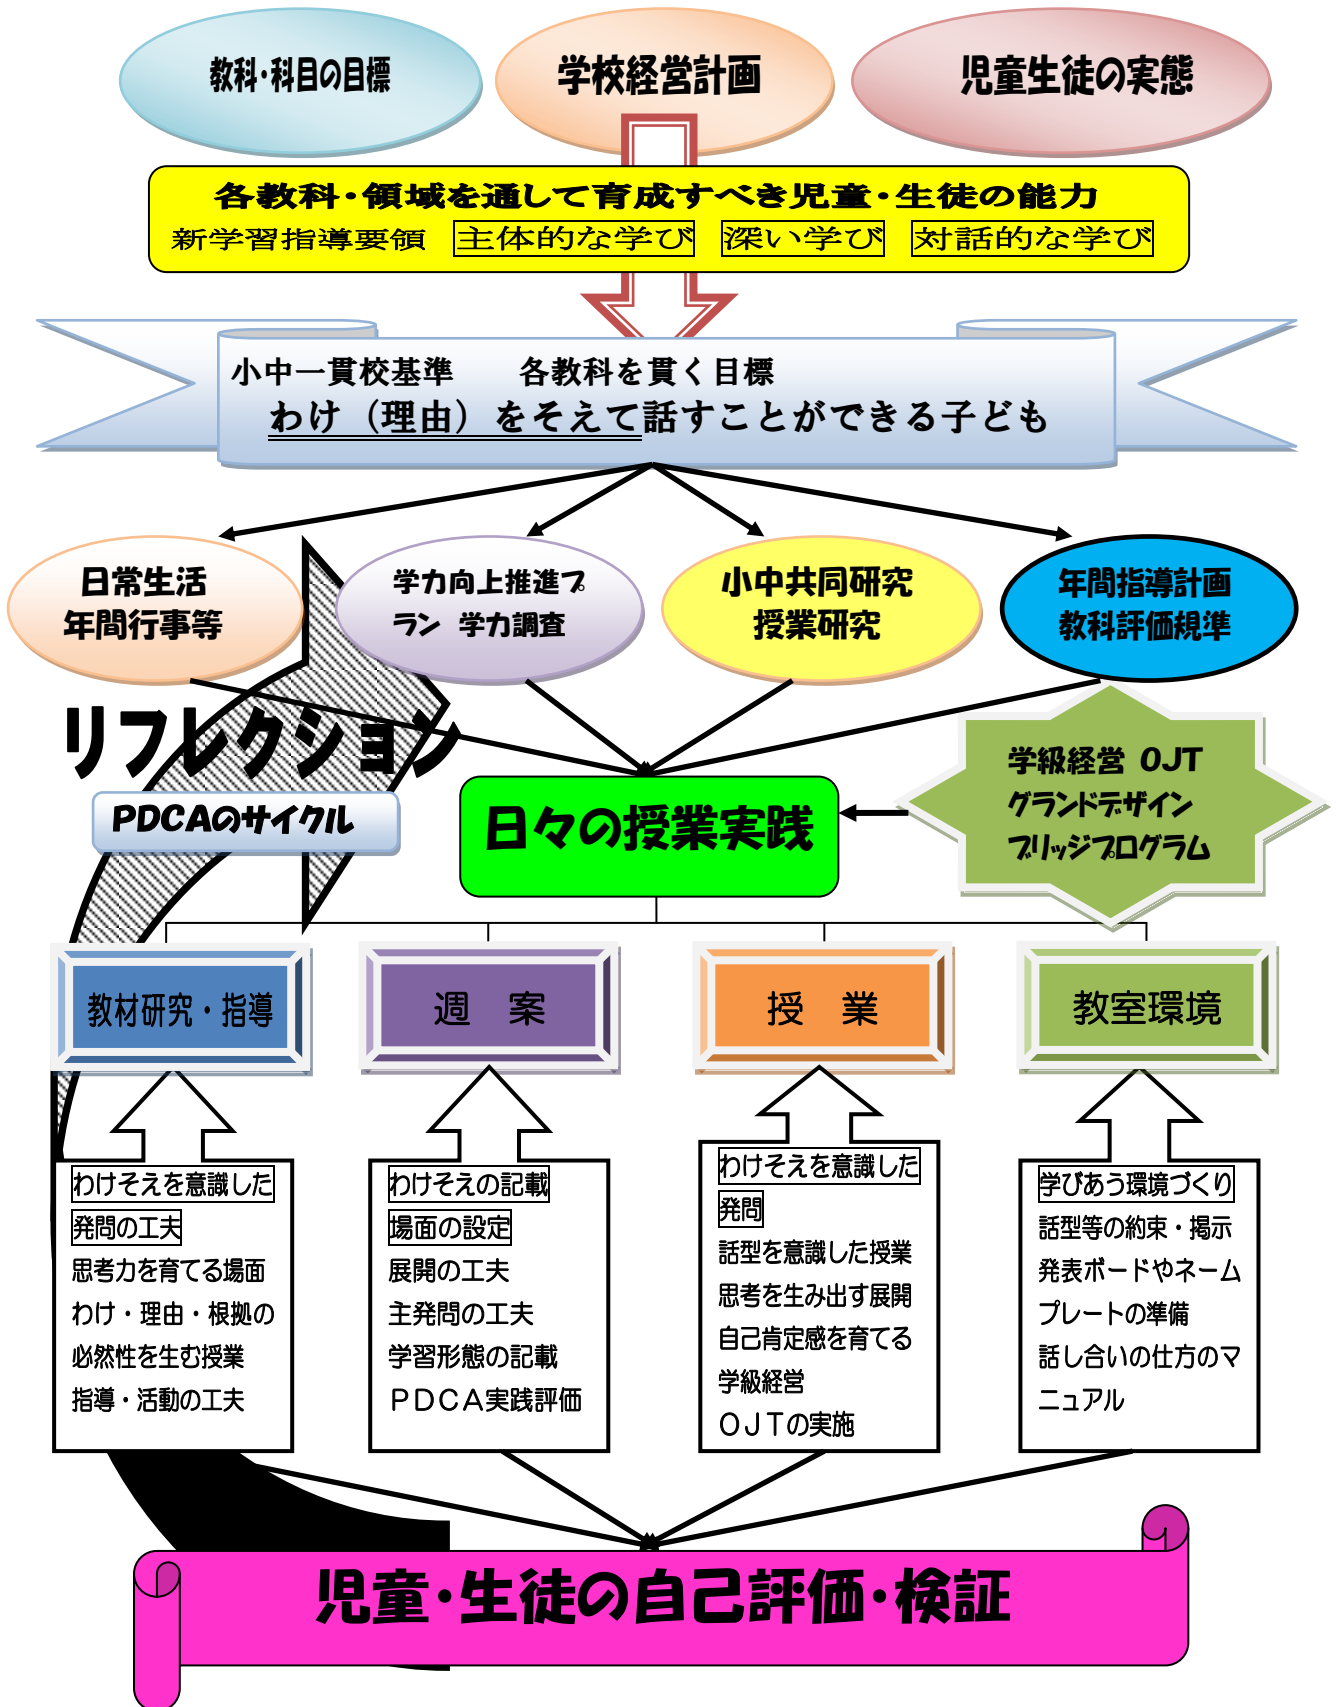 教科・科目の目標
学校経営計画
児童生徒の実態
各教科・領域を通して育成すべき児童・生徒の能力
新学習指導要領 主体的な学び 深い学び 対話的な学び
小中一貫校基準 各教科を貫く目標
わけ（理由）をそえて話すことができる子ども
日常生活
年間行事等
学力向上推進プ
ラン 学力調査
小中共同研究
授業研究
年間指導計画
教科評価規準
リフレクション
PDCAのサイクル
日々の授業実践
学級経営 OJT
グランドデザイン
ブリッジプログラム
教材研究・指導
週 案
授 業
教室環境
わけそえを意識した
発問の工夫
思考力を育てる場面
わけ・理由・根拠の
必然性を生む授業
指導・活動の工夫
わけそえの記載
場面の設定
展開の工夫
主発問の工夫
学習形態の記載
ＰＤＣＡ実践評価
わけそえを意識した
発問
話型を意識した授業
思考を生み出す展開
自己肯定感を育てる
学級経営
ＯＪＴの実施
学びあう環境づくり
話型等の約束・掲示
発表ボードやネーム
プレートの準備
話し合いの仕方のマ
ニュアル
児童・生徒の自己評価・検証